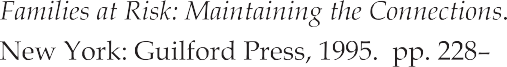 Families at Risk: Maintaining the Connections.
New York: Guilford Press, 1995. pp. 228–